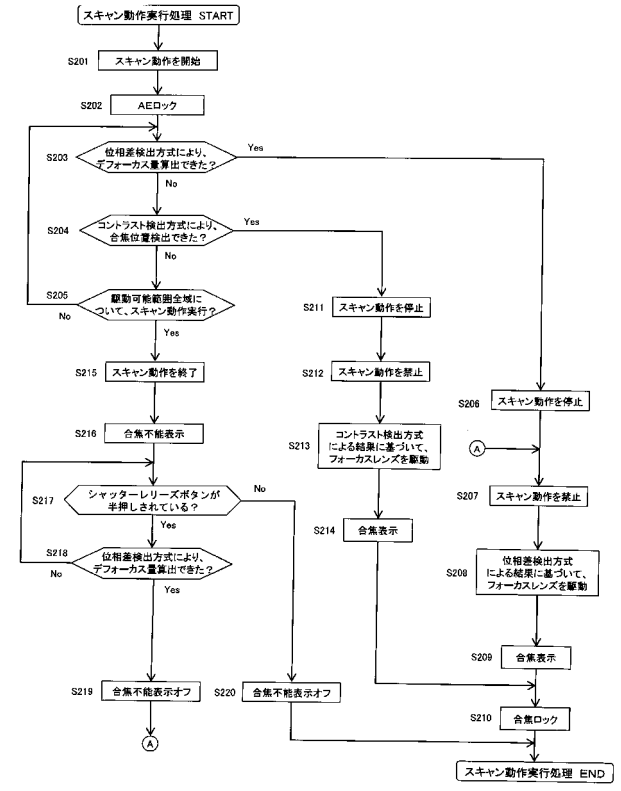 スキャン動作実行処理 START
S201
スキャン動作を開始
S202
AEロック
S203
位相差検出方式により、
デフォーカス量算出できた?
Yes
No
S204
コントラスト検出方式により、
合焦位置検出できた?
Yes
No
S205
駆動可能範囲全域に
ついて、スキャン動作実行?
No
Yes
S215
スキャン動作を終了
S216
合焦不能表示
S217
シャッターレリーズボタンが
半押しされている?
No
Yes
S218
位相差検出方式により、
デフォーカス量算出できた?
No
Yes
S219
合焦不能表示オフ
A
S220
合焦不能表示オフ
S211
スキャン動作を停止
S212
スキャン動作を禁止
S213
コントラスト検出方式
による結果に基づいて、
フォーカスレンズを駆動
S214
合焦表示
S206
スキャン動作を停止
A
S207
スキャン動作を禁止
S208
位相差検出方式
による結果に基づいて、
フォーカスレンズを駆動
S209
合焦表示
S210
合焦ロック
スキャン動作実行処理 END